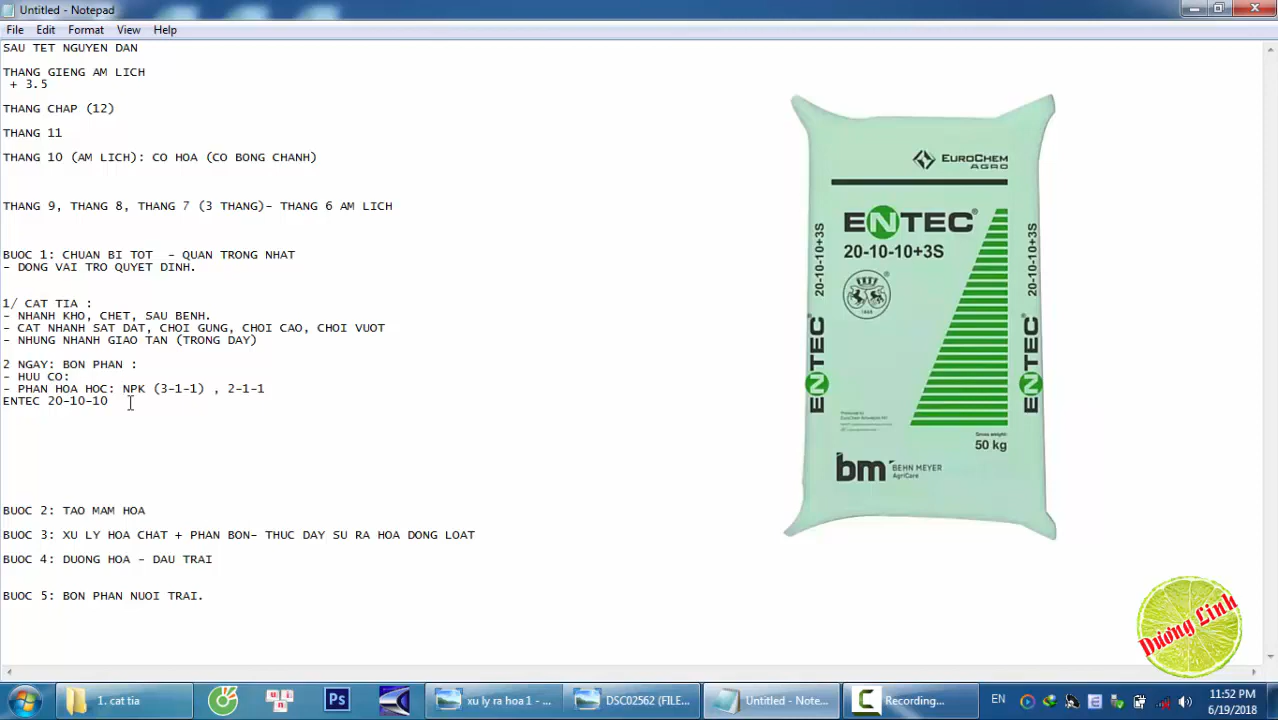 Untitled - Notepad
File Edit Format View Help
SAU TET NGUYEN DAN
THANG GIENG AM LICH
+ 3.5
THANG CHAP (12)
THANG 11
THANG 10 (AM LICH): CO HOA (CO BONG CHANH)
THANG 9, THANG 8, THANG 7 (3 THANG)- THANG 6 AM LICH
BUOC 1: CHUAN BI TOT - QUAN TRONG NHAT
- DONG VAI TRO QUYET DINH.
1/ CAT TIA :
- NHANH KHO, CHET, SAU BENH.
- CAT NHANH SAT DAT, CHOI GUNG, CHOI CAO, CHOI VUOT
- NHUNG NHANH GIAO TAN (TRONG DAY)
2 NGAY: BON PHAN :
- HUU CO:
- PHAN HOA HOC: NPK (3-1-1) , 2-1-1
ENTEC 20-10-10
BUOC 2: TAO MAM HOA
BUOC 3: XU LY HOA CHAT + PHAN BON- THUC DAY SU RA HOA DONG LOAT
BUOC 4: DUONG HOA - DAU TRAI
BUOC 5: BON PHAN NUOI TRAI.
EUROCHEM
AGRO
ENTEC®
20-10-10+3S
ENTEC 20-10-10+3S
ENTEC 20-10-10+3S
Gross weight:
50 kg
bm BEHN MEYER
AgriCare
Dương Linh
1. cat tia
Ps
xu ly ra hoa 1 - ...
DSC02562 (FILE...
Untitled - Note...
Recording...
EN
11:52 PM
6/19/2018